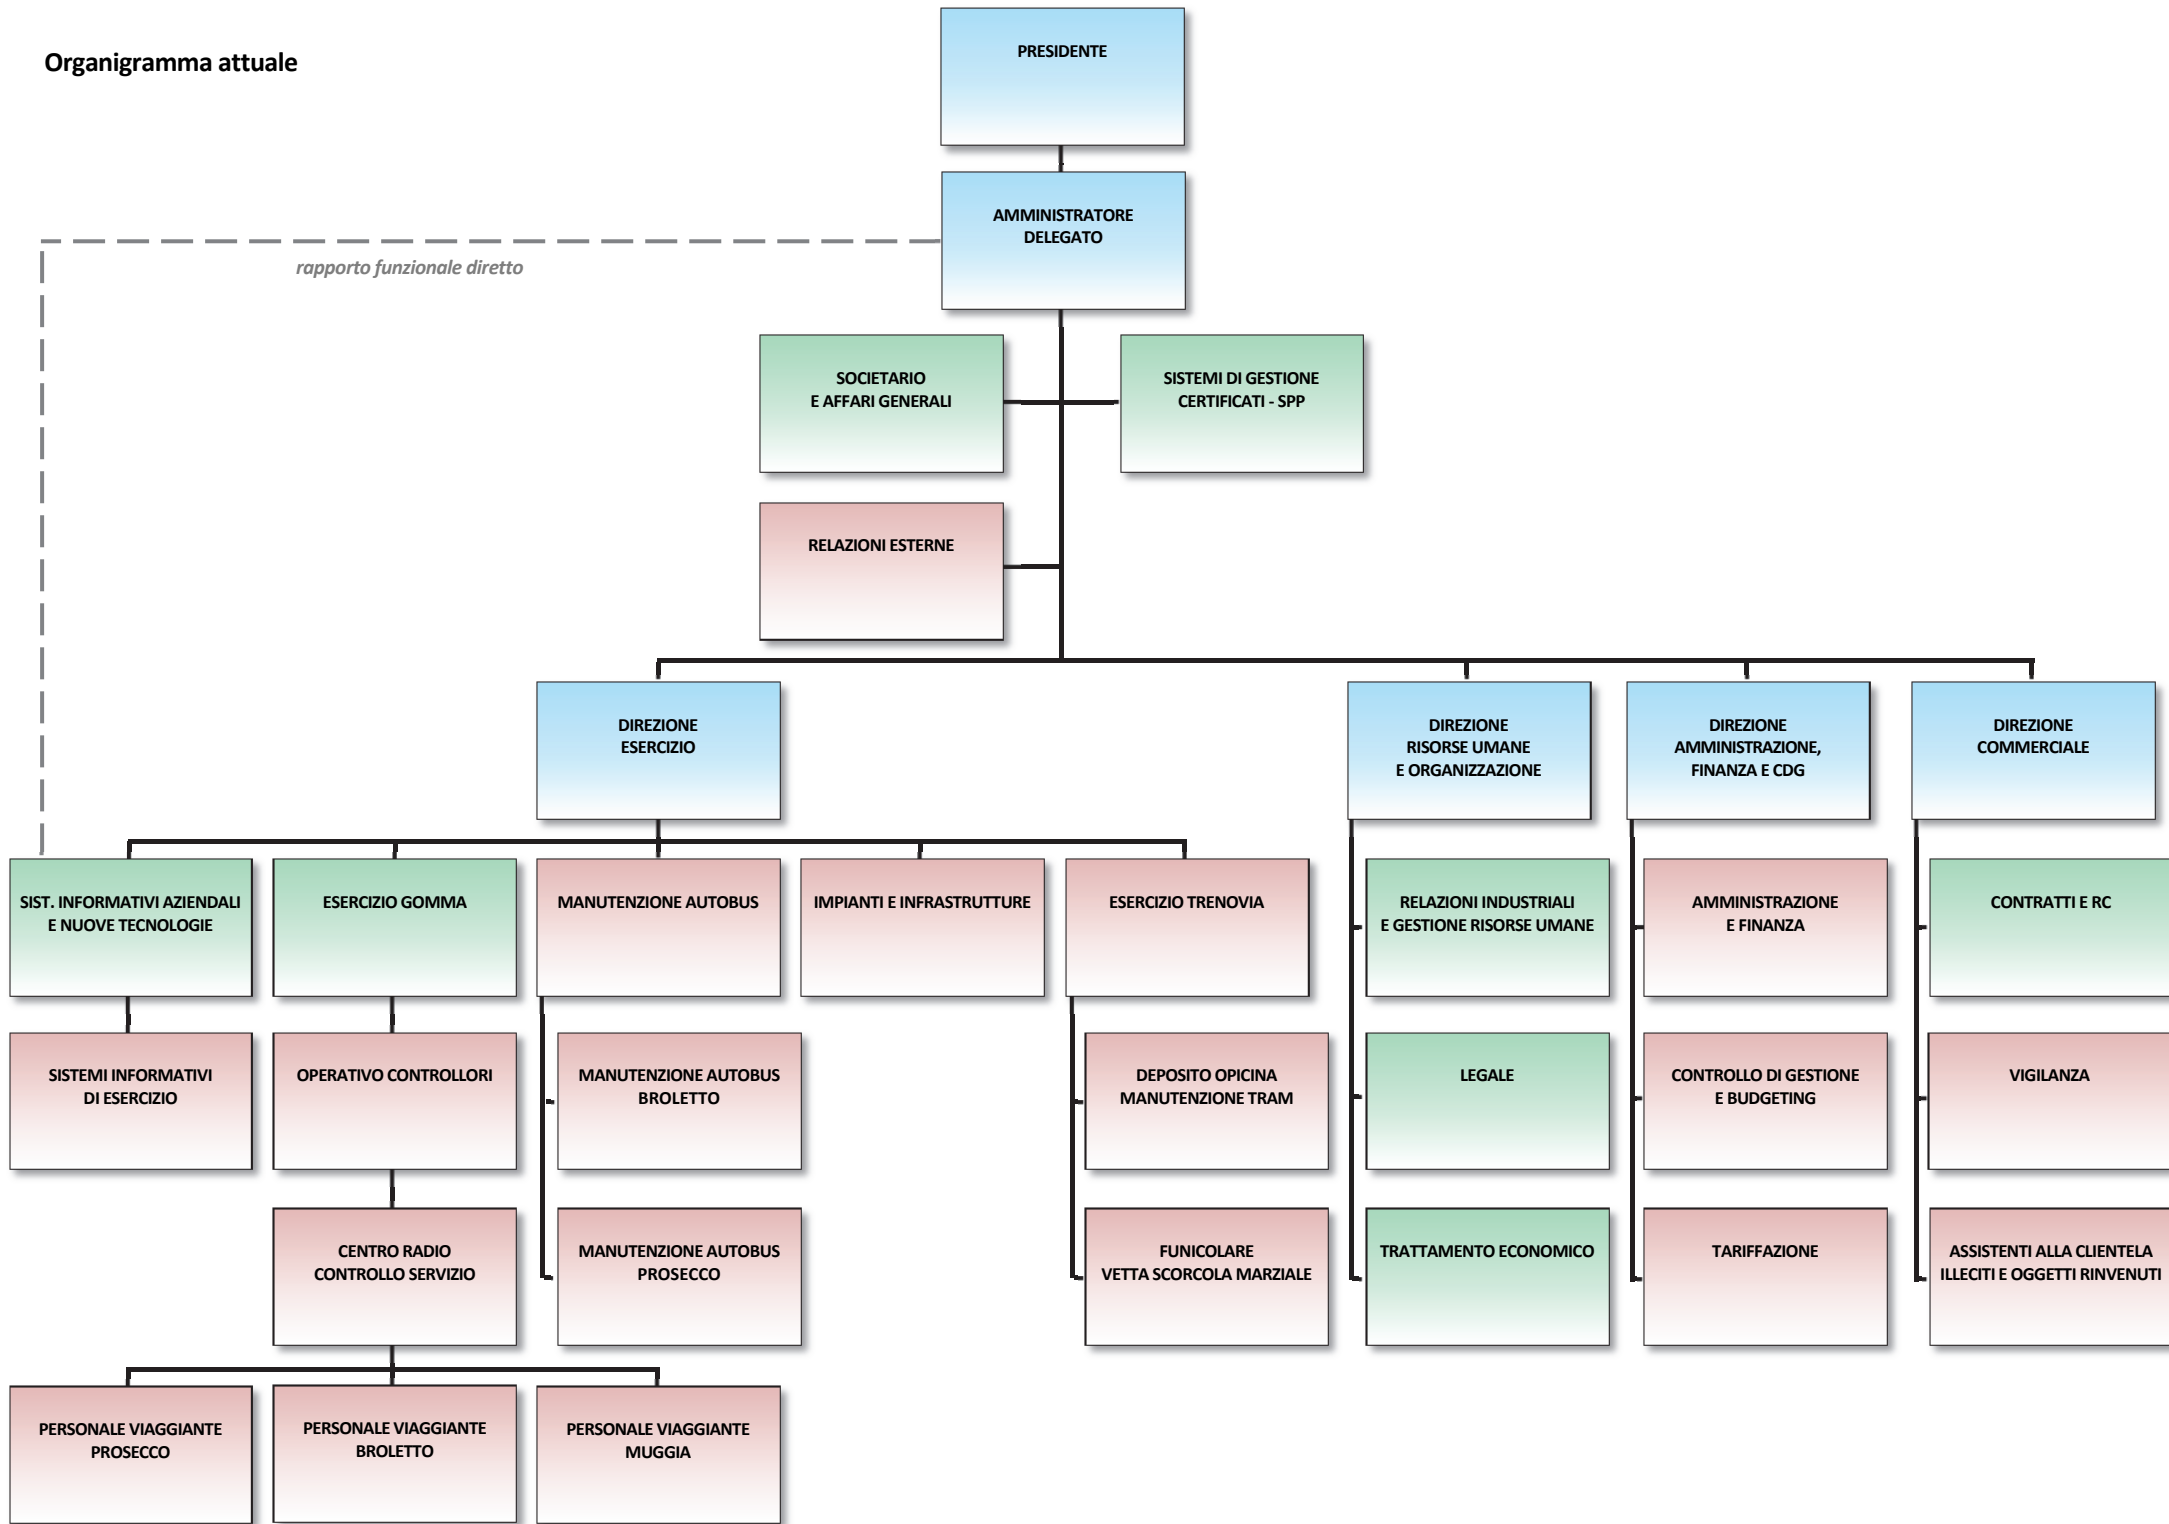 Organigramma attuale
PRESIDENTE
AMMINISTRATORE
DELEGATO
rapporto funzionale diretto
SOCIETARIO
E AFFARI GENERALI
SISTEMI DI GESTIONE
CERTIFICATI - SPP
RELAZIONI ESTERNE
DIREZIONE
ESERCIZIO
DIREZIONE
RISORSE UMANE
E ORGANIZZAZIONE
DIREZIONE
AMMINISTRAZIONE,
FINANZA E CDG
DIREZIONE
COMMERCIALE
SIST. INFORMATIVI AZIENDALI
E NUOVE TECNOLOGIE
ESERCIZIO GOMMA
MANUTENZIONE AUTOBUS
IMPIANTI E INFRASTRUTTURE
ESERCIZIO TRENOVIA
RELAZIONI INDUSTRIALI
E GESTIONE RISORSE UMANE
AMMINISTRAZIONE
E FINANZA
CONTRATTI E RC
SISTEMI INFORMATIVI
DI ESERCIZIO
OPERATIVO CONTROLLORI
MANUTENZIONE AUTOBUS
BROLETTO
DEPOSITO OPICINA
MANUTENZIONE TRAM
LEGALE
CONTROLLO DI GESTIONE
E BUDGETING
VIGILANZA
CENTRO RADIO
CONTROLLO SERVIZIO
MANUTENZIONE AUTOBUS
PROSECCO
FUNICOLARE
VETTA SCORCOLA MARZIALE
TRATTAMENTO ECONOMICO
TARIFFAZIONE
ASSISTENTI ALLA CLIENTELA
ILLECITI E OGGETTI RINVENUTI
PERSONALE VIAGGIANTE
PROSECCO
PERSONALE VIAGGIANTE
BROLETTO
PERSONALE VIAGGIANTE
MUGGIA